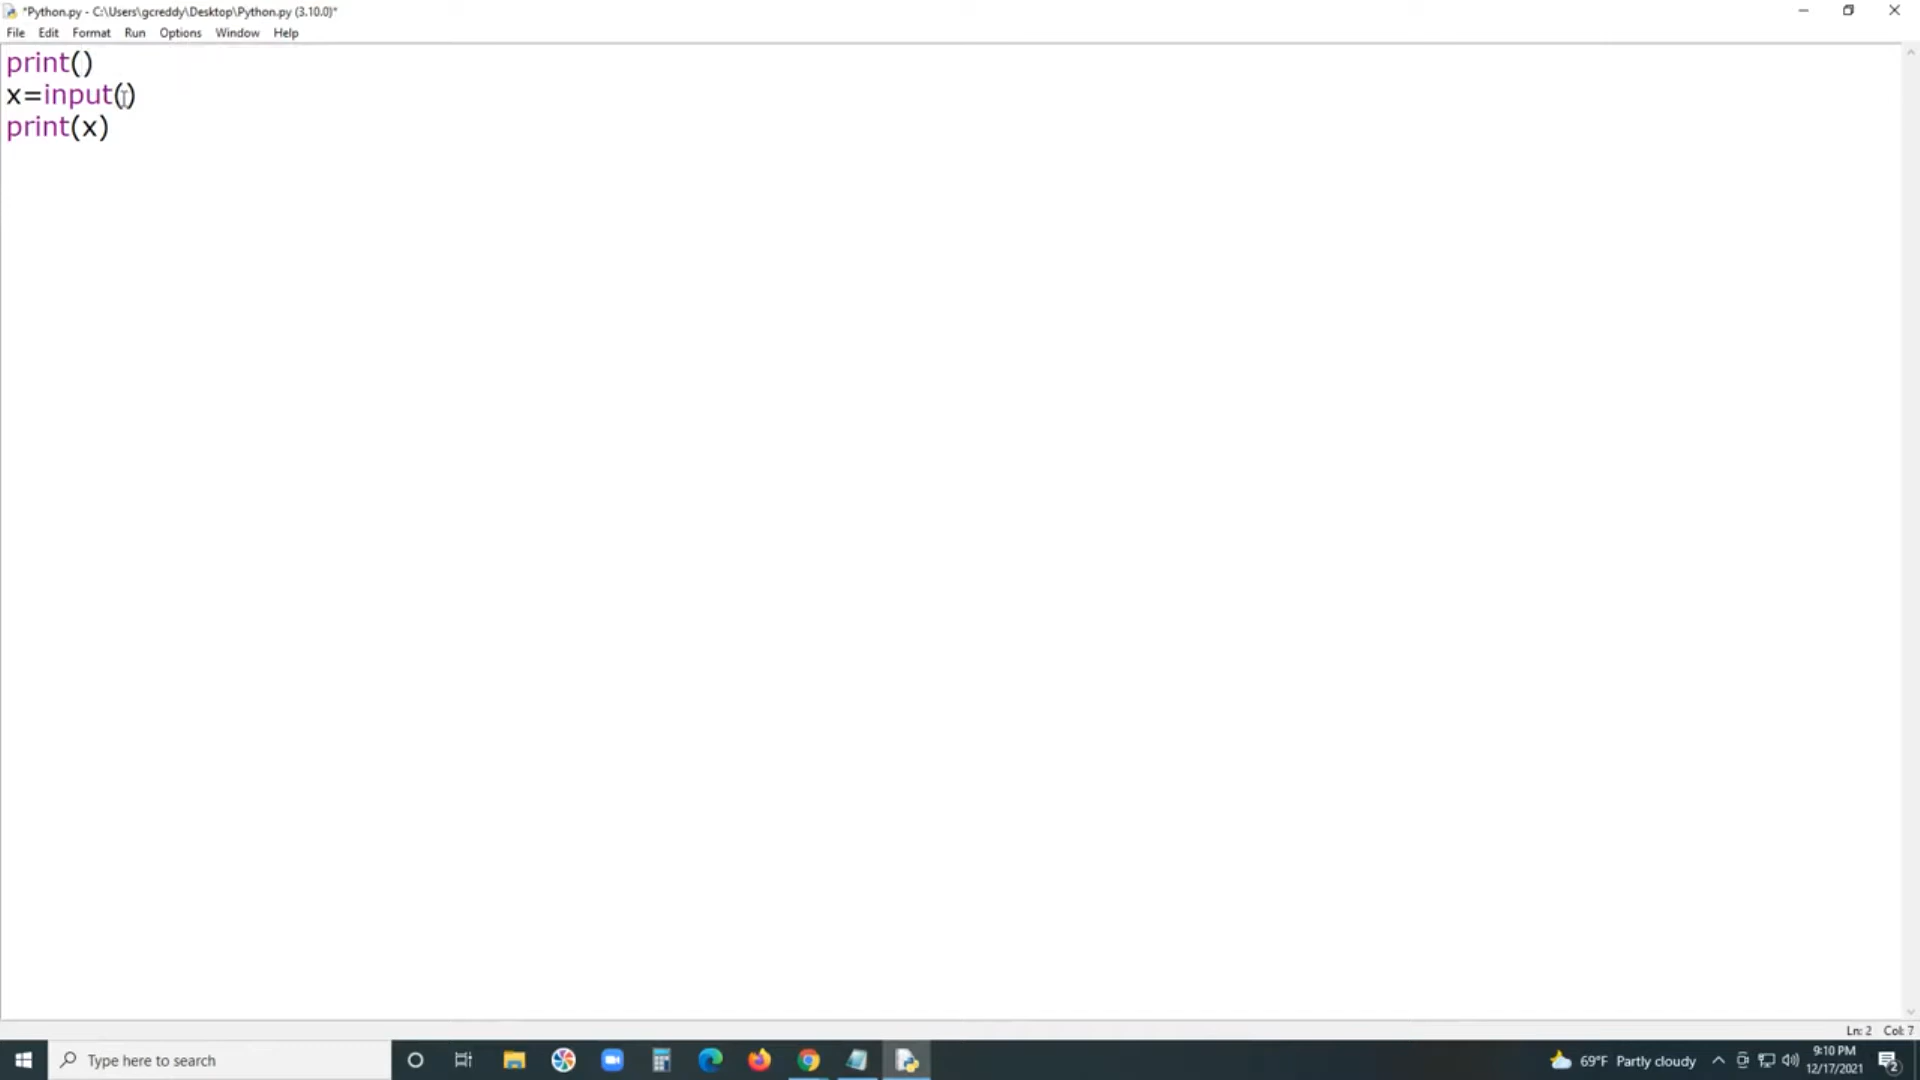 *Python.py - C:\Users\gcreddy\Desktop\Python.py (3.10.0)*
File Edit Format Run Options Window Help
print()
x=input()
print(x)
Ln: 2 Col: 7
Type here to search
69°F Partly cloudy
9:10 PM
12/17/2021
2